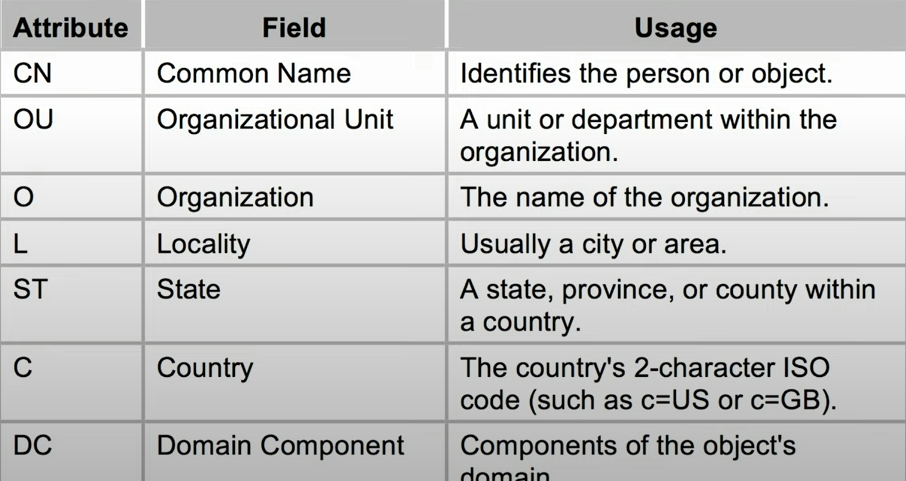 Attribute Field Usage
CN Common Name Identifies the person or object.
OU Organizational Unit A unit or department within the
organization.
O Organization The name of the organization.
L Locality Usually a city or area.
ST State A state, province, or county within
a country.
C Country The country's 2-character ISO
code (such as c=US or c=GB).
DC Domain Component Components of the object's
domain.